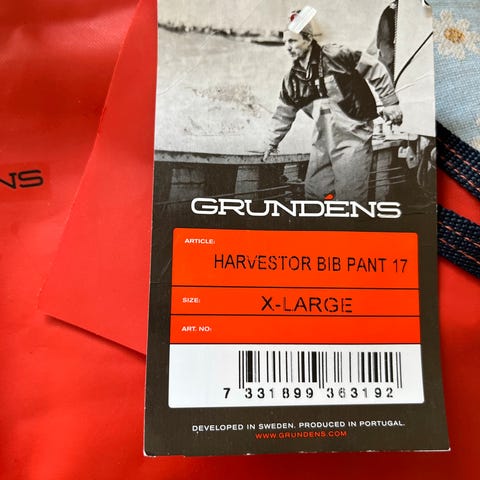 NS
GRUNDÉNS
ARTICLE:
HARVESTOR BIB PANT 17
SIZE:
X-LARGE
ART. NO:
7 331899 363192
DEVELOPED IN SWEDEN. PRODUCED IN PORTUGAL.
WWW.GRUNDENS.COM